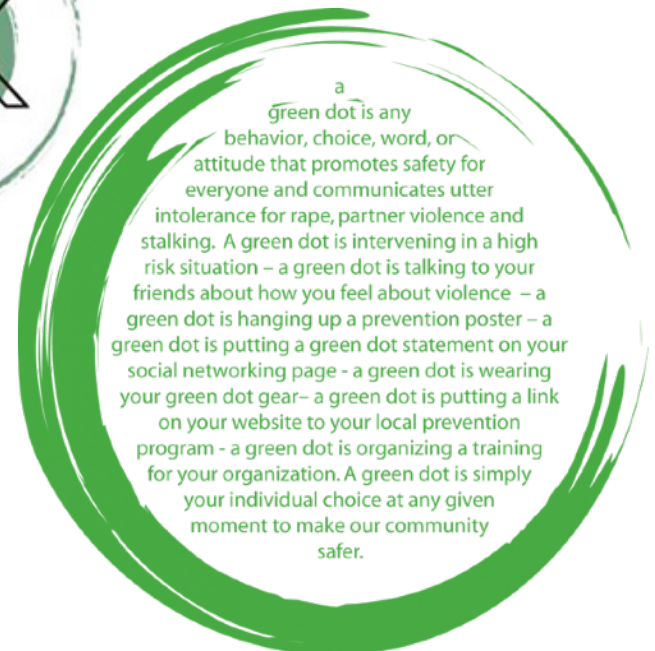 a
green dot is any
behavior, choice, word, or
attitude that promotes safety for
everyone and communicates utter
intolerance for rape, partner violence and
stalking.  A green dot is intervening in a high
risk situation – a green dot is talking to your
friends about how you feel about violence  – a
green dot is hanging up a prevention poster – a
green dot is putting a green dot statement on your
social networking page - a green dot is wearing
your green dot gear– a green dot is putting a link
on your website to your local prevention
program - a green dot is organizing a training
for your organization. A green dot is simply
your individual choice at any given
moment to make our community
safer.